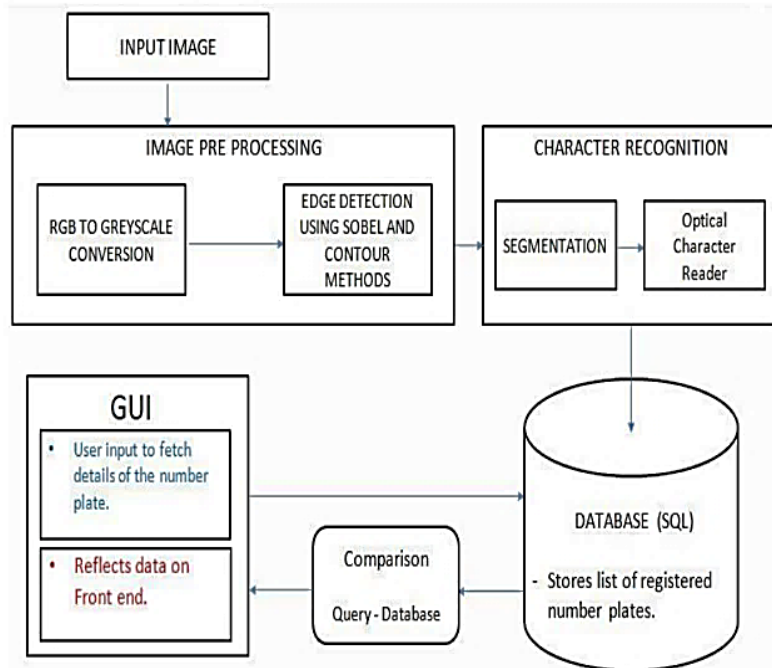 INPUT IMAGE
IMAGE PRE PROCESSING
RGB TO GREYSCALE
CONVERSION
EDGE DETECTION
USING SOBEL AND
CONTOUR
METHODS
CHARACTER RECOGNITION
SEGMENTATION
Optical
Character
Reader
GUI
• User input to fetch
details of the number
plate.
• Reflects data on
Front end.
Comparison
Query - Database
DATABASE (SQL)
- Stores list of registered
number plates.